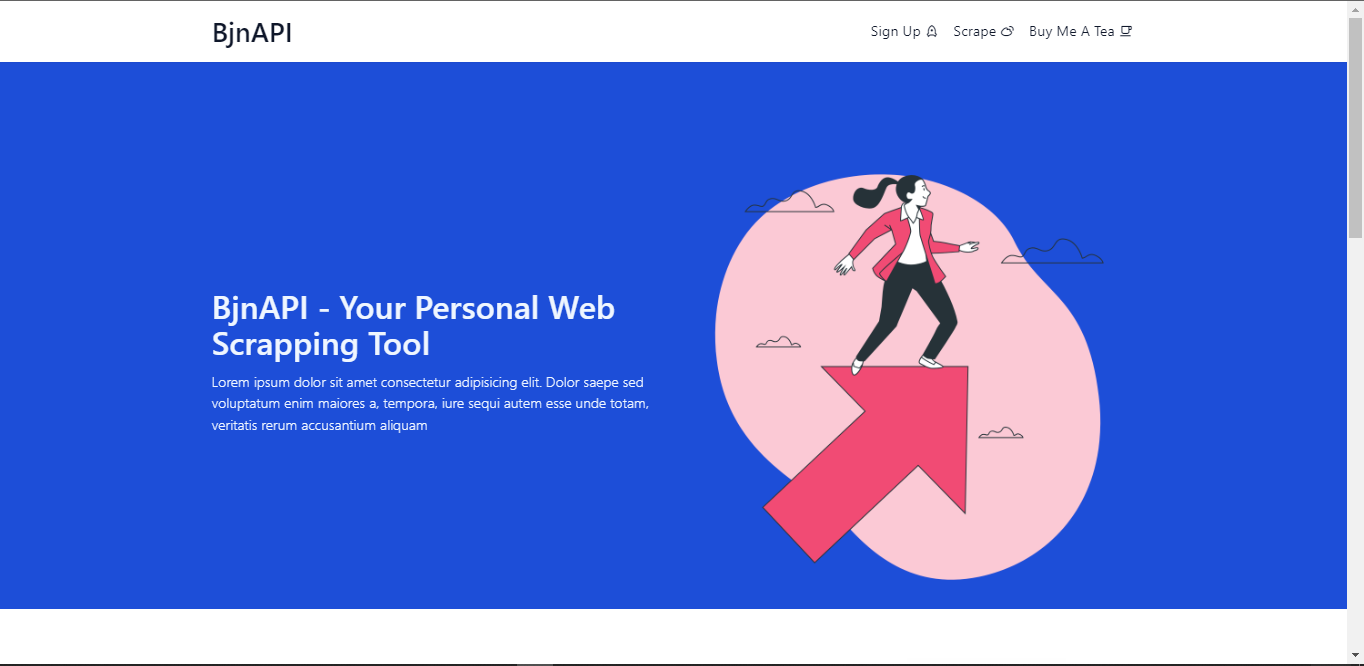 BjnAPI
Sign Up
Scrape
Buy Me A Tea
BjnAPI - Your Personal Web
Scrapping Tool
Lorem ipsum dolor sit amet consectetur adipisicing elit. Dolor saepe sed
voluptatum enim maiores a, tempora, iure sequi autem esse unde totam,
veritatis rerum accusantium aliquam